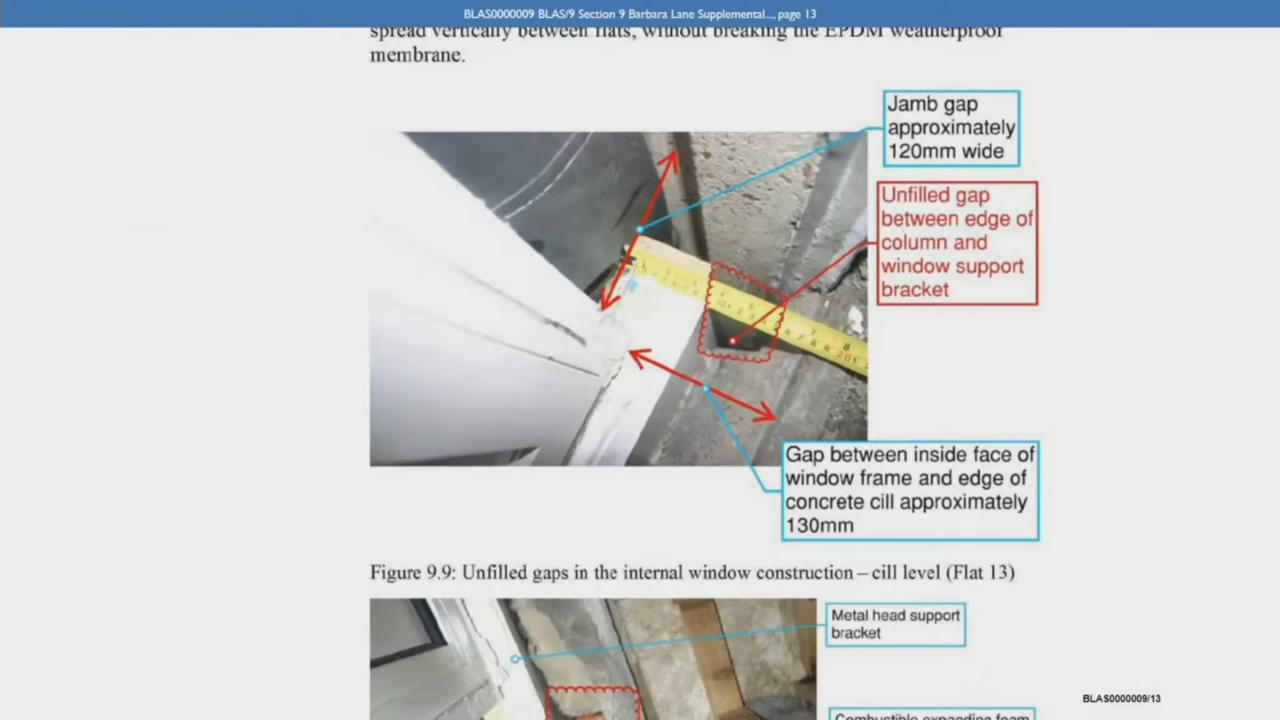 BLAS0000009 BLAS/9 Section 9 Barbara Lane Supplemental..., page 13
spread vertically between flats, without breaking the EPDM weatherproof
membrane.
Jamb gap
approximately
120mm wide
Unfilled gap
between edge of
column and
window support
bracket
Gap between inside face of
window frame and edge of
concrete cill approximately
130mm
Figure 9.9: Unfilled gaps in the internal window construction – cill level (Flat 13)
Metal head support
bracket
Combustible expanding foam
BLAS0000009/13